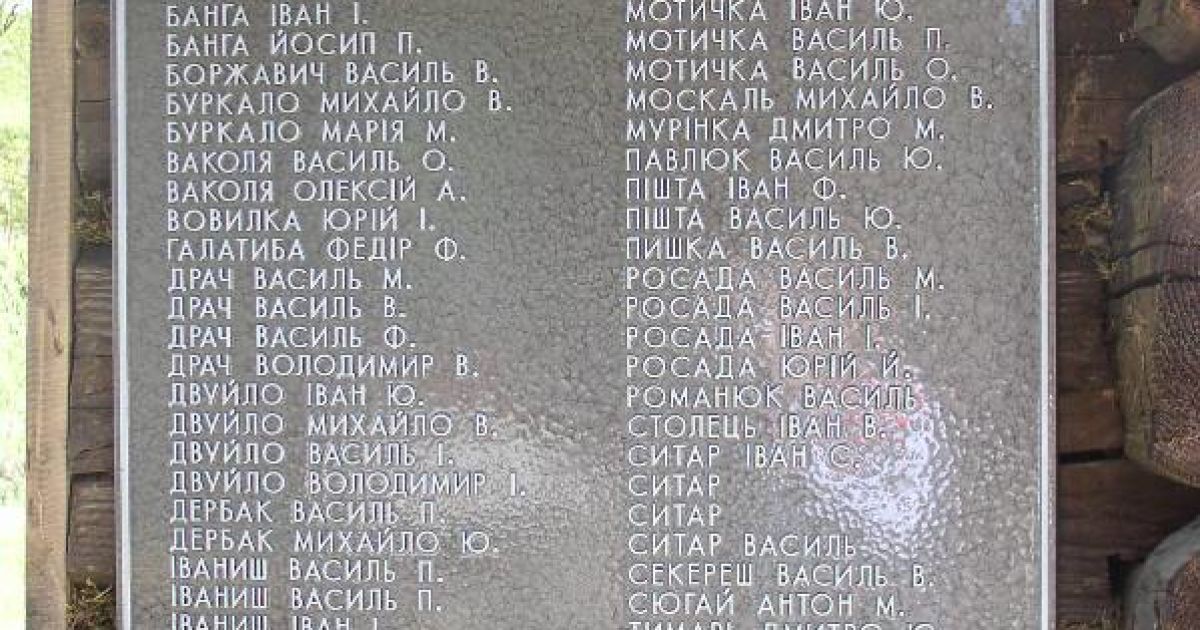 БАНГА ІВАН І.
БАНГА ЙОСИП П.
БОРЖАВИЧ ВАСИЛЬ В.
БУРКАЛО МИХАЙЛО В.
БУРКАЛО МАРІЯ М.
ВАКОЛЯ ВАСИЛЬ О.
ВАКОЛЯ ОЛЕКСІЙ А.
ВОВИЛКА ЮРІЙ І.
ГАЛАТИБА ФЕДІР Ф.
ДРАЧ ВАСИЛЬ М.
ДРАЧ ВАСИЛЬ В.
ДРАЧ ВАСИЛЬ Ф.
ДРАЧ ВОЛОДИМИР В.
ДВУЙЛО ІВАН Ю.
ДВУЙЛО МИХАЙЛО В.
ДВУЙЛО ВАСИЛЬ І.
ДВУЙЛО ВОЛОДИМИР І.
ДЕРБАК ВАСИЛЬ П.
ДЕРБАК МИХАЙЛО Ю.
ІВАНИШ ВАСИЛЬ П.
ІВАНИШ ВАСИЛЬ П.
ІВАНИШ ІВАН І.
МОТИЧКА ІВАН Ю.
МОТИЧКА ВАСИЛЬ П.
МОТИЧКА ВАСИЛЬ О.
МОСКАЛЬ МИХАЙЛО В.
МУРІНКА ДМИТРО М.
ПАВЛЮК ВАСИЛЬ Ю.
ПІШТА ІВАН Ф.
ПІШТА ВАСИЛЬ Ю.
ПИШКА ВАСИЛЬ В.
РОСАДА ВАСИЛЬ М.
РОСАДА ВАСИЛЬ І.
РОСАДА ІВАН І.
РОСАДА ЮРІЙ Й.
РОМАНЮК ВАСИЛЬ
СТОЛЕЦЬ ІВАН В.
СИТАР ІВАН С.
СИТАР
СИТАР
СИТАР ВАСИЛЬ
СЕКЕРЕШ ВАСИЛЬ В.
СЮГАЙ АНТОН М.
ДМИТРО